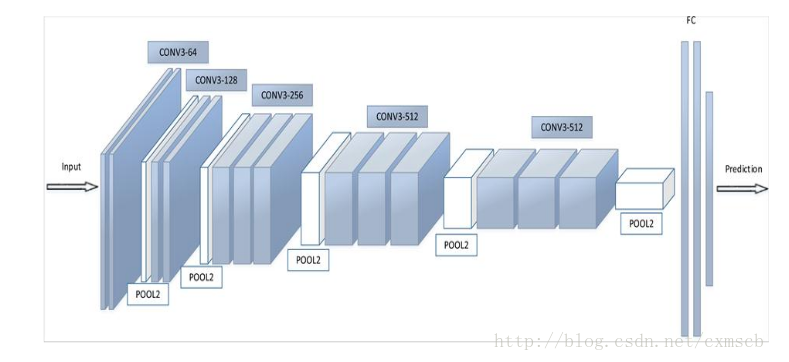 FC
CONV3-64
CONV3-128
CONV3-256
CONV3-512
CONV3-512
Input
Prediction
POOL2
POOL2
POOL2
POOL2
POOL2
http://blog.csdn.net/cxmscb